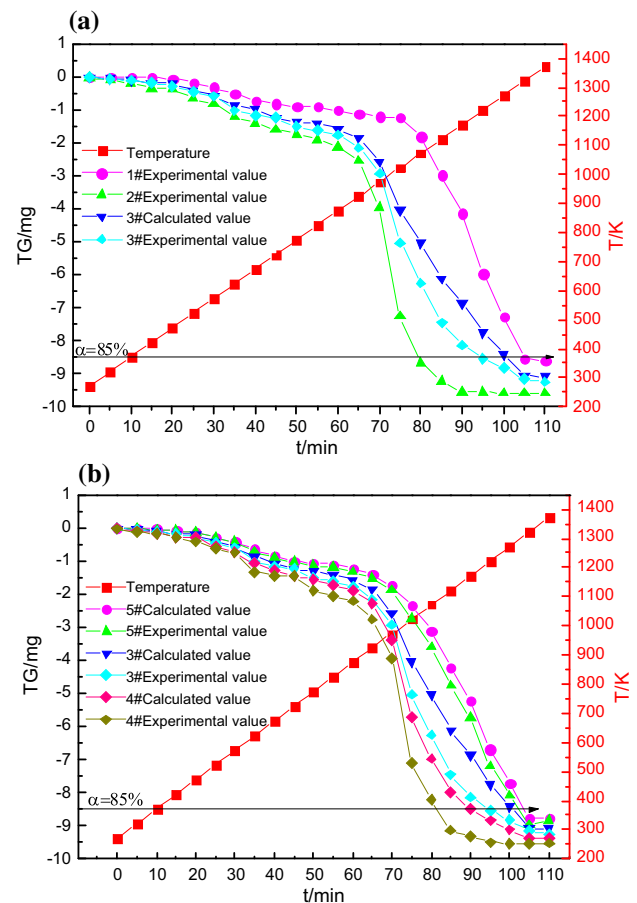 (a)
1
0
-1
-2
-3
-4
-5
-6
-7
-8
-9
-10
TG/mg
Temperature
1#Experimental value
2#Experimental value
3#Calculated value
3#Experimental value
α=85%
1400
1300
1200
1100
1000
900
800
700
600
500
400
300
200
T/K
0 10 20 30 40 50 60 70 80 90 100 110
t/min
(b)
1
0
-1
-2
-3
-4
-5
-6
-7
-8
-9
-10
TG/mg
Temperature
5#Calculated value
5#Experimental value
3#Calculated value
3#Experimental value
4#Calculated value
4#Experimental value
α=85%
1400
1300
1200
1100
1000
900
800
700
600
500
400
300
200
T/K
0 10 20 30 40 50 60 70 80 90 100 110
t/min